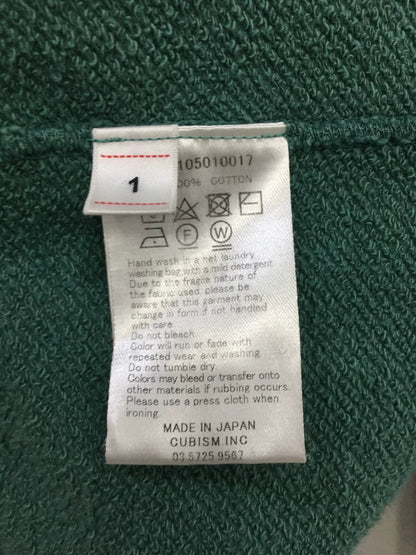 1
105010017
00% COTTON
F W
Hand wash in a net laundry
washing bag with a mild detergent.
Due to the fragile nature of
the fabric used, please be
aware that this garment may
change in form if not handled
with care.
Do not bleach.
Color will run or fade with
repeated wear and washing.
Do not tumble dry.
Colors may bleed or transfer onto
other materials if rubbing occurs.
Please use a press cloth when
ironing.
MADE IN JAPAN
CUBISM INC
03.5725.9567